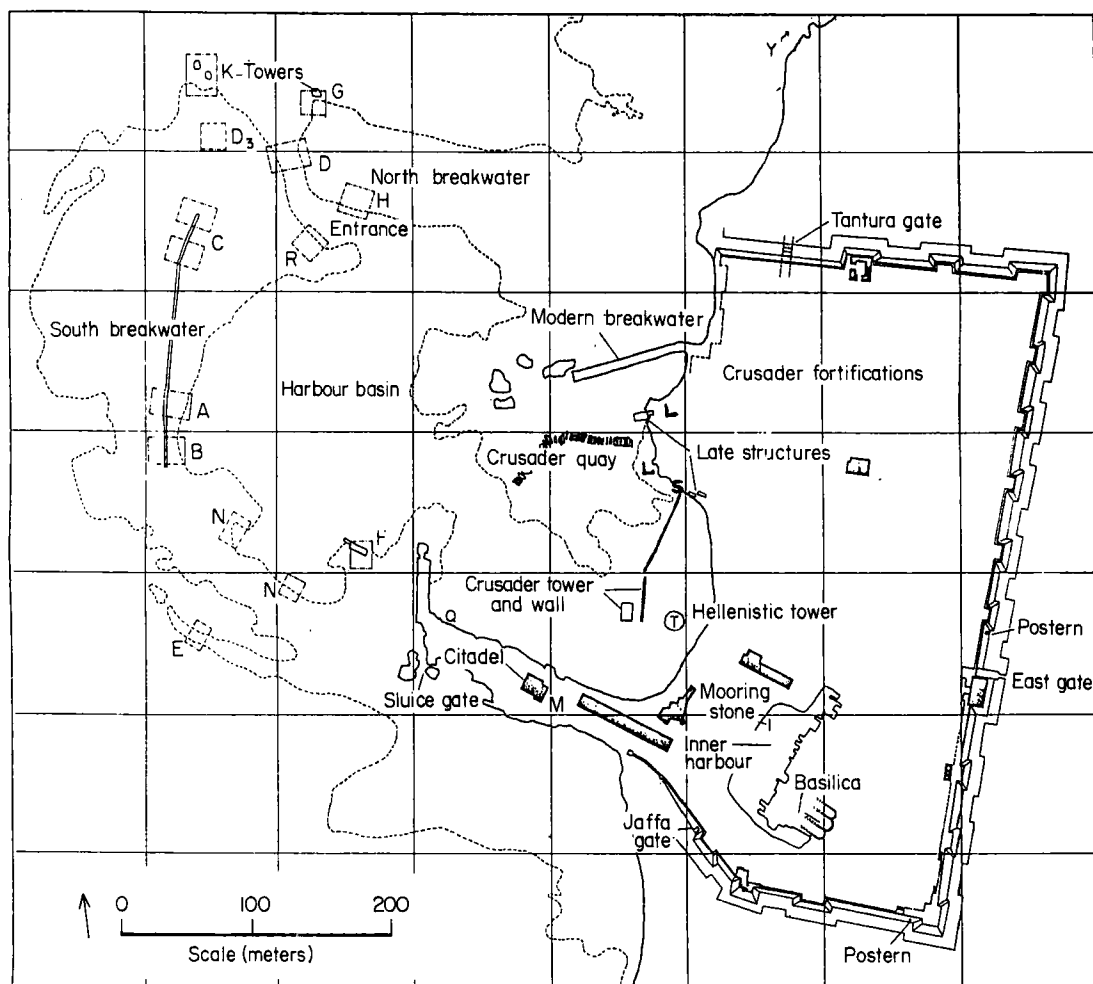 Y
K-Towers
G
D3
D
North breakwater
H
Entrance
R
C
Tantura gate
South breakwater
Modern breakwater
Harbour basin
Crusader fortifications
A
L
B
Crusader quay
Late structures
L
S
N
F
N
Crusader tower
and wall
T
Hellenistic tower
Q
E
Postern
Citadel
East gate
Sluice gate
M
Mooring
stone
I
Inner
harbour
Basilica
Jaffa
gate
0 100 200
Scale (meters)
Postern